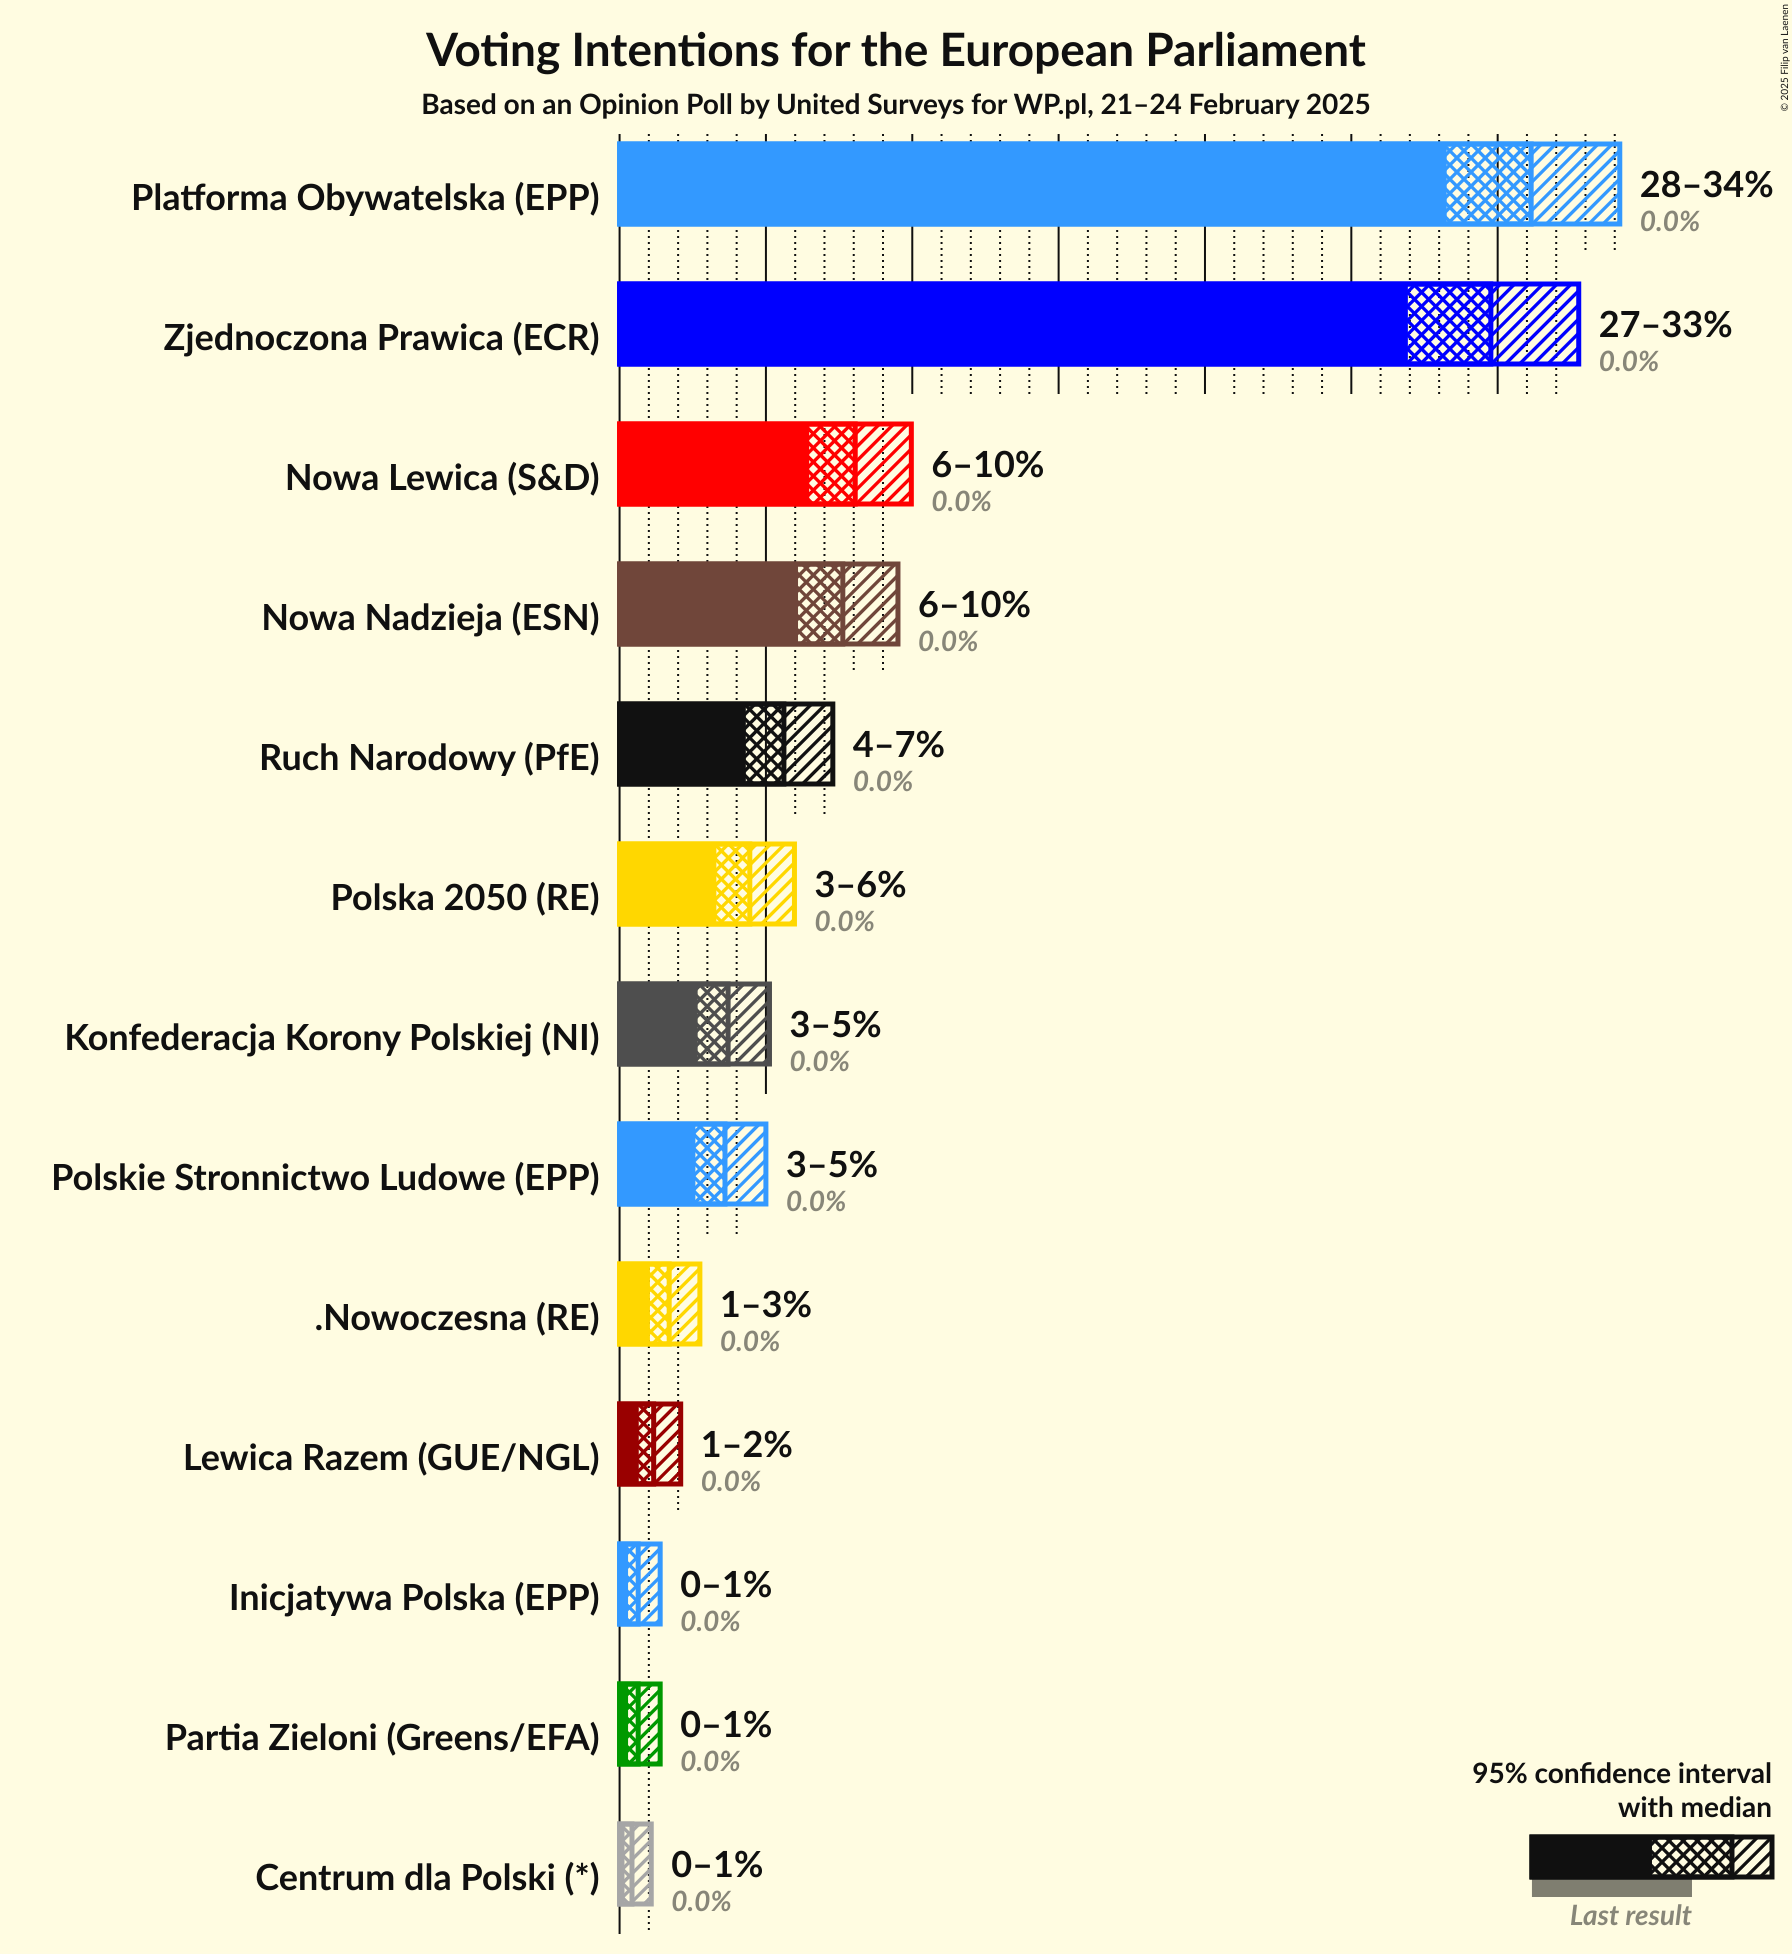 Voting Intentions for the European Parliament
Based on an Opinion Poll by United Surveys for WP.pl, 21–24 February 2025
© 2025 Filip van Laenen
Platforma Obywatelska (EPP)
28–34%
0.0%
Zjednoczona Prawica (ECR)
27–33%
0.0%
Nowa Lewica (S&D)
6–10%
0.0%
Nowa Nadzieja (ESN)
6–10%
0.0%
Ruch Narodowy (PfE)
4–7%
0.0%
Polska 2050 (RE)
3–6%
0.0%
Konfederacja Korony Polskiej (NI)
3–5%
0.0%
Polskie Stronnictwo Ludowe (EPP)
3–5%
0.0%
.Nowoczesna (RE)
1–3%
0.0%
Lewica Razem (GUE/NGL)
1–2%
0.0%
Inicjatywa Polska (EPP)
0–1%
0.0%
Partia Zieloni (Greens/EFA)
0–1%
0.0%
Centrum dla Polski (*)
0–1%
0.0%
95% confidence interval
with median
Last result